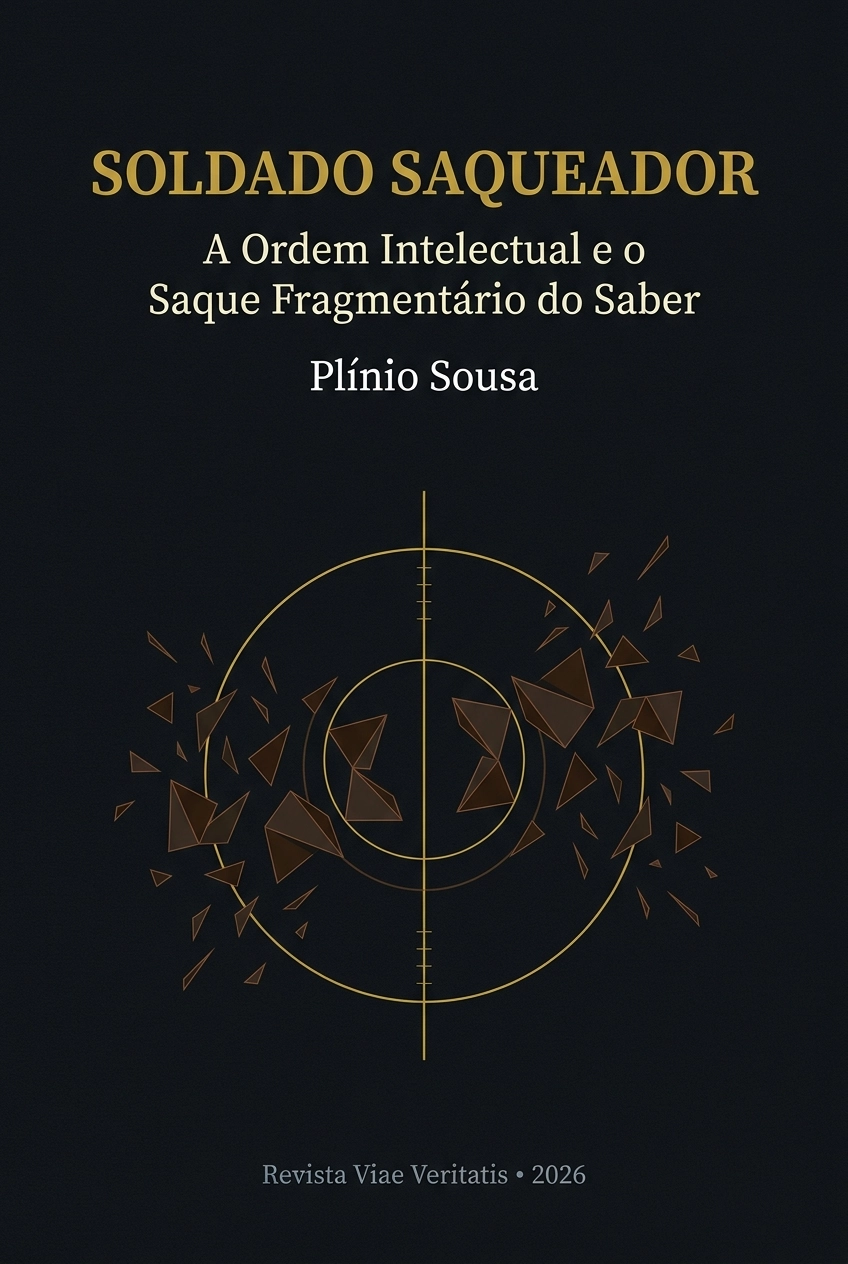 SOLDADO SAQUEADOR
A Ordem Intelectual e o
Saque Fragmentário do Saber
Plínio Sousa
Revista Viae Veritatis • 2026